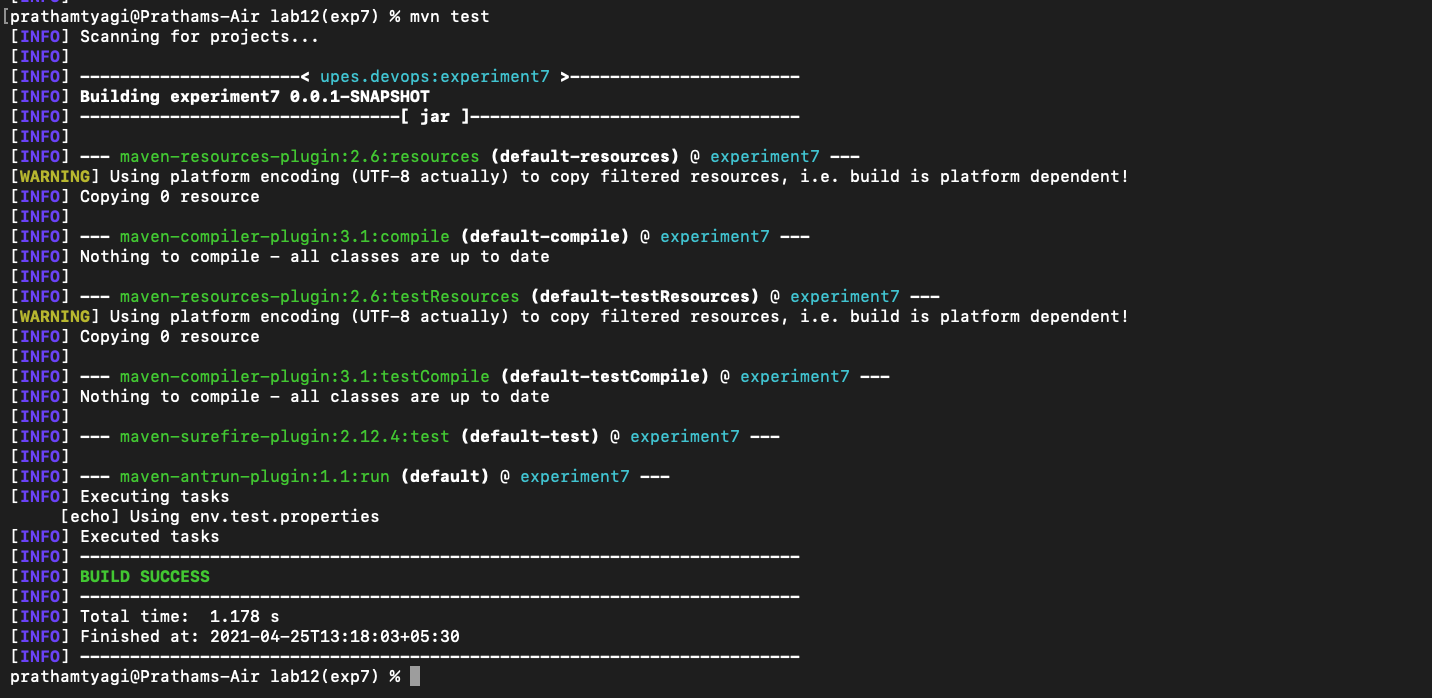 [prathamtyagi@Prathams-Air lab12(exp7) % mvn test
[INFO] Scanning for projects...
[INFO]
[INFO] ----------------------< upes.devops:experiment7 >-----------------------
[INFO] Building experiment7 0.0.1-SNAPSHOT
[INFO] --------------------------------[ jar ]---------------------------------
[INFO]
[INFO] --- maven-resources-plugin:2.6:resources (default-resources) @ experiment7 ---
[WARNING] Using platform encoding (UTF-8 actually) to copy filtered resources, i.e. build is platform dependent!
[INFO] Copying 0 resource
[INFO]
[INFO] --- maven-compiler-plugin:3.1:compile (default-compile) @ experiment7 ---
[INFO] Nothing to compile - all classes are up to date
[INFO]
[INFO] --- maven-resources-plugin:2.6:testResources (default-testResources) @ experiment7 ---
[WARNING] Using platform encoding (UTF-8 actually) to copy filtered resources, i.e. build is platform dependent!
[INFO] Copying 0 resource
[INFO]
[INFO] --- maven-compiler-plugin:3.1:testCompile (default-testCompile) @ experiment7 ---
[INFO] Nothing to compile - all classes are up to date
[INFO]
[INFO] --- maven-surefire-plugin:2.12.4:test (default-test) @ experiment7 ---
[INFO]
[INFO] --- maven-antrun-plugin:1.1:run (default) @ experiment7 ---
[INFO] Executing tasks
     [echo] Using env.test.properties
[INFO] Executed tasks
[INFO] ------------------------------------------------------------------------
[INFO] BUILD SUCCESS
[INFO] ------------------------------------------------------------------------
[INFO] Total time:  1.178 s
[INFO] Finished at: 2021-04-25T13:18:03+05:30
[INFO] ------------------------------------------------------------------------
prathamtyagi@Prathams-Air lab12(exp7) %